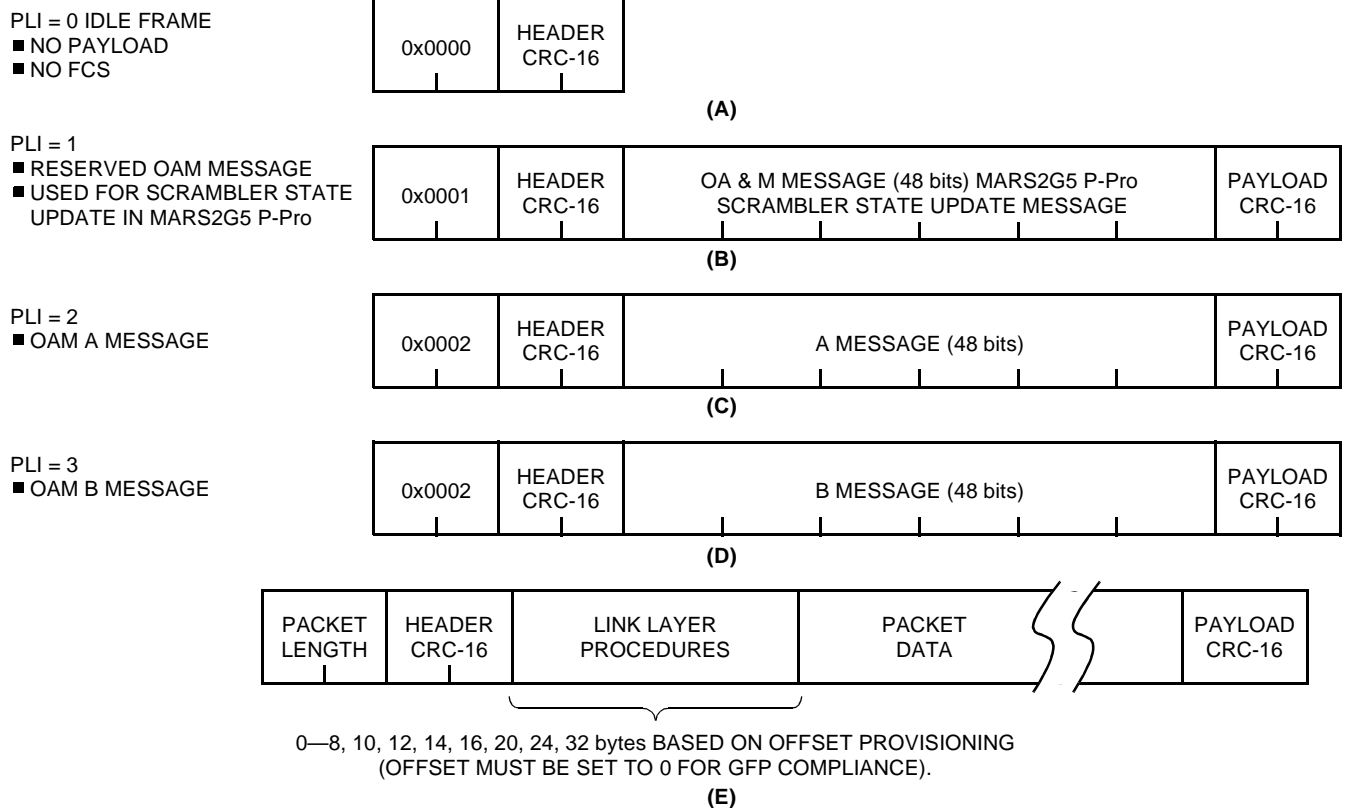 PLI = 0 IDLE FRAME
■ NO PAYLOAD
■ NO FCS
0x0000
HEADER
CRC-16
(A)
PLI = 1
■ RESERVED OAM MESSAGE
■ USED FOR SCRAMBLER STATE
UPDATE IN MARS2G5 P-Pro
0x0001
HEADER
CRC-16
OA & M MESSAGE (48 bits) MARS2G5 P-Pro
SCRAMBLER STATE UPDATE MESSAGE
PAYLOAD
CRC-16
(B)
PLI = 2
■ OAM A MESSAGE
0x0002
HEADER
CRC-16
A MESSAGE (48 bits)
PAYLOAD
CRC-16
(C)
PLI = 3
■ OAM B MESSAGE
0x0002
HEADER
CRC-16
B MESSAGE (48 bits)
PAYLOAD
CRC-16
(D)
PACKET
LENGTH
HEADER
CRC-16
LINK LAYER
PROCEDURES
PACKET
DATA
PAYLOAD
CRC-16
0—8, 10, 12, 14, 16, 20, 24, 32 bytes BASED ON OFFSET PROVISIONING
(OFFSET MUST BE SET TO 0 FOR GFP COMPLIANCE).
(E)